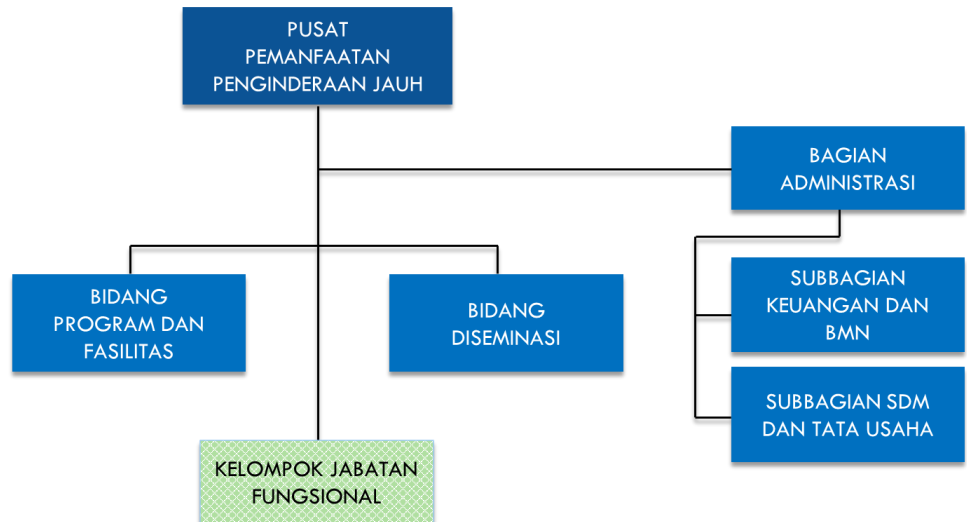 PUSAT
PEMANFAATAN
PENGINDERAAN JAUH
BAGIAN
ADMINISTRASI
SUBBAGIAN
KEUANGAN DAN
BMN
SUBBAGIAN SDM
DAN TATA USAHA
BIDANG
PROGRAM DAN
FASILITAS
BIDANG
DISEMINASI
KELOMPOK JABATAN
FUNGSIONAL